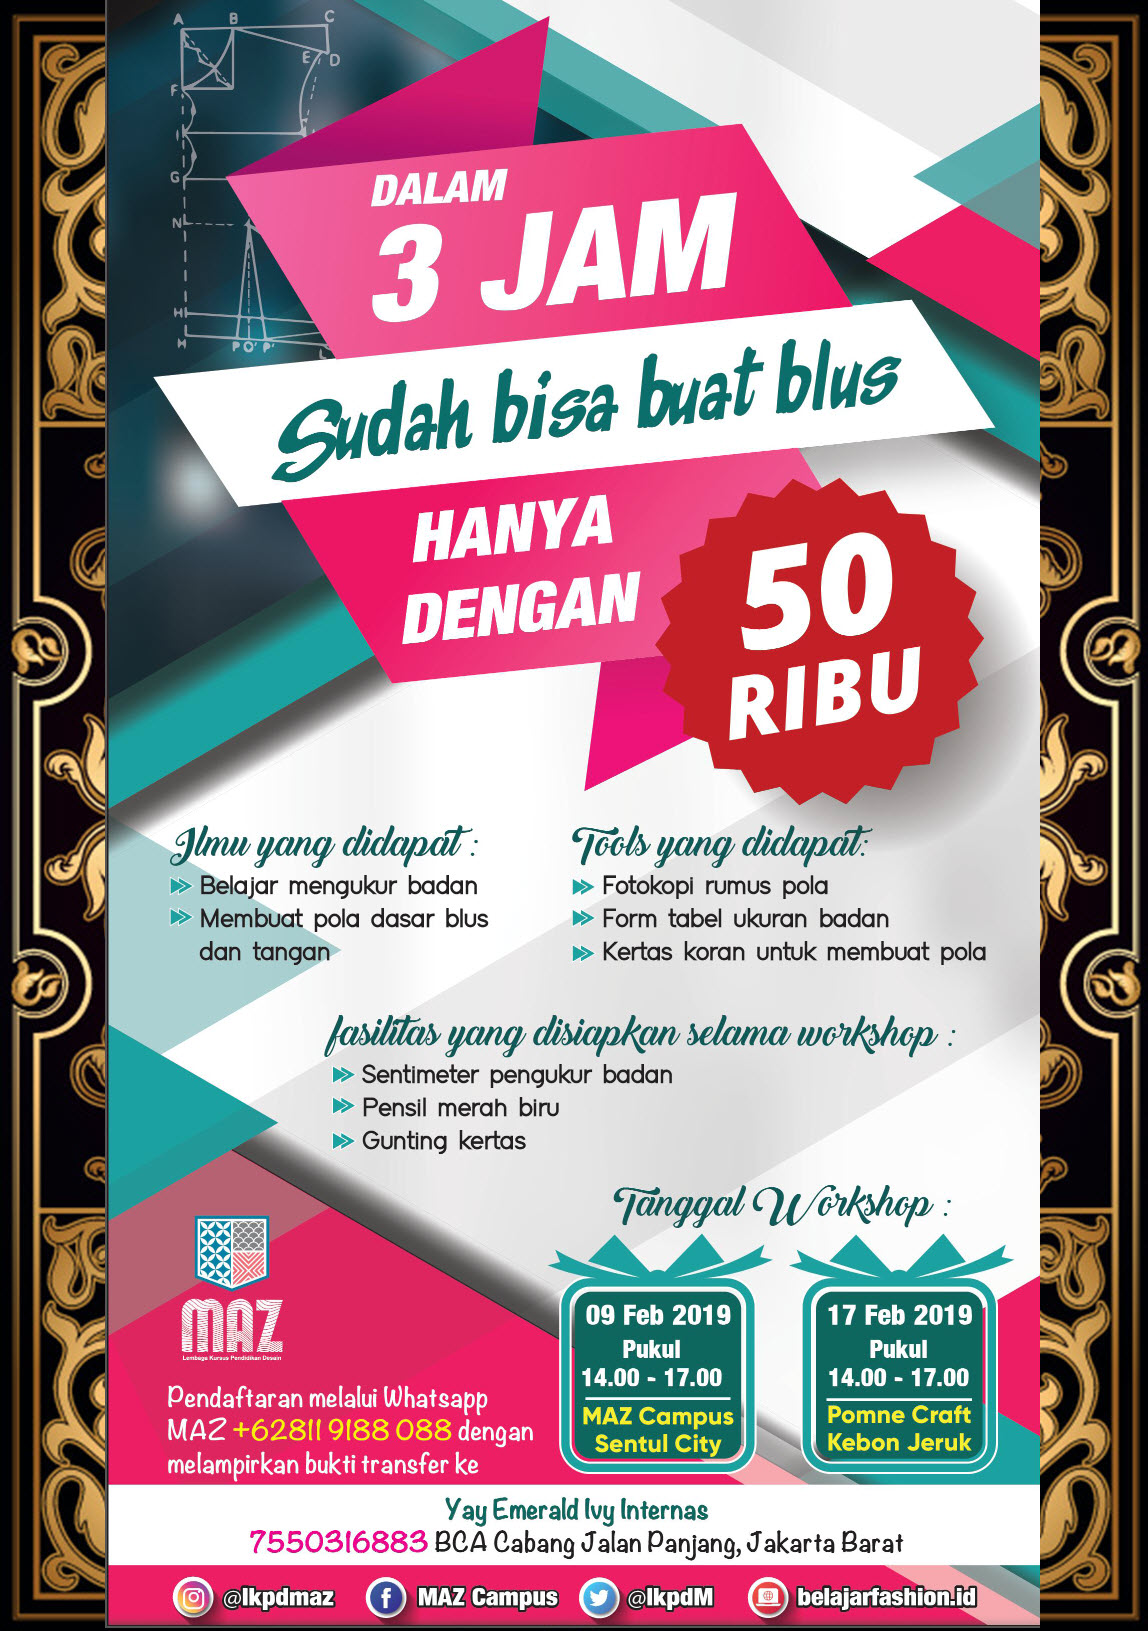 A B C
E D
F
I
G
N
H
H P O' P' L
DALAM
3 JAM
Sudah bisa buat blus
HANYA
DENGAN
50
RIBU
Ilmu yang didapat :
Belajar mengukur badan
Membuat pola dasar blus
dan tangan
Tools yang didapat:
Fotokopi rumus pola
Form tabel ukuran badan
Kertas koran untuk membuat pola
fasilitas yang disiapkan selama workshop :
Sentimeter pengukur badan
Pensil merah biru
Gunting kertas
Tanggal Workshop :
09 Feb 2019
Pukul
14.00 - 17.00
MAZ Campus
Sentul City
17 Feb 2019
Pukul
14.00 - 17.00
Pomne Craft
Kebon Jeruk
MAZ
Lembaga Kursus Pendidikan Desain
Pendaftaran melalui Whatsapp
MAZ +62811 9188 088 dengan
melampirkan bukti transfer ke
Yay Emerald Ivy Internas
7550316883 BCA Cabang Jalan Panjang, Jakarta Barat
@lkpdmaz MAZ Campus @lkpdM belajarfashion.id